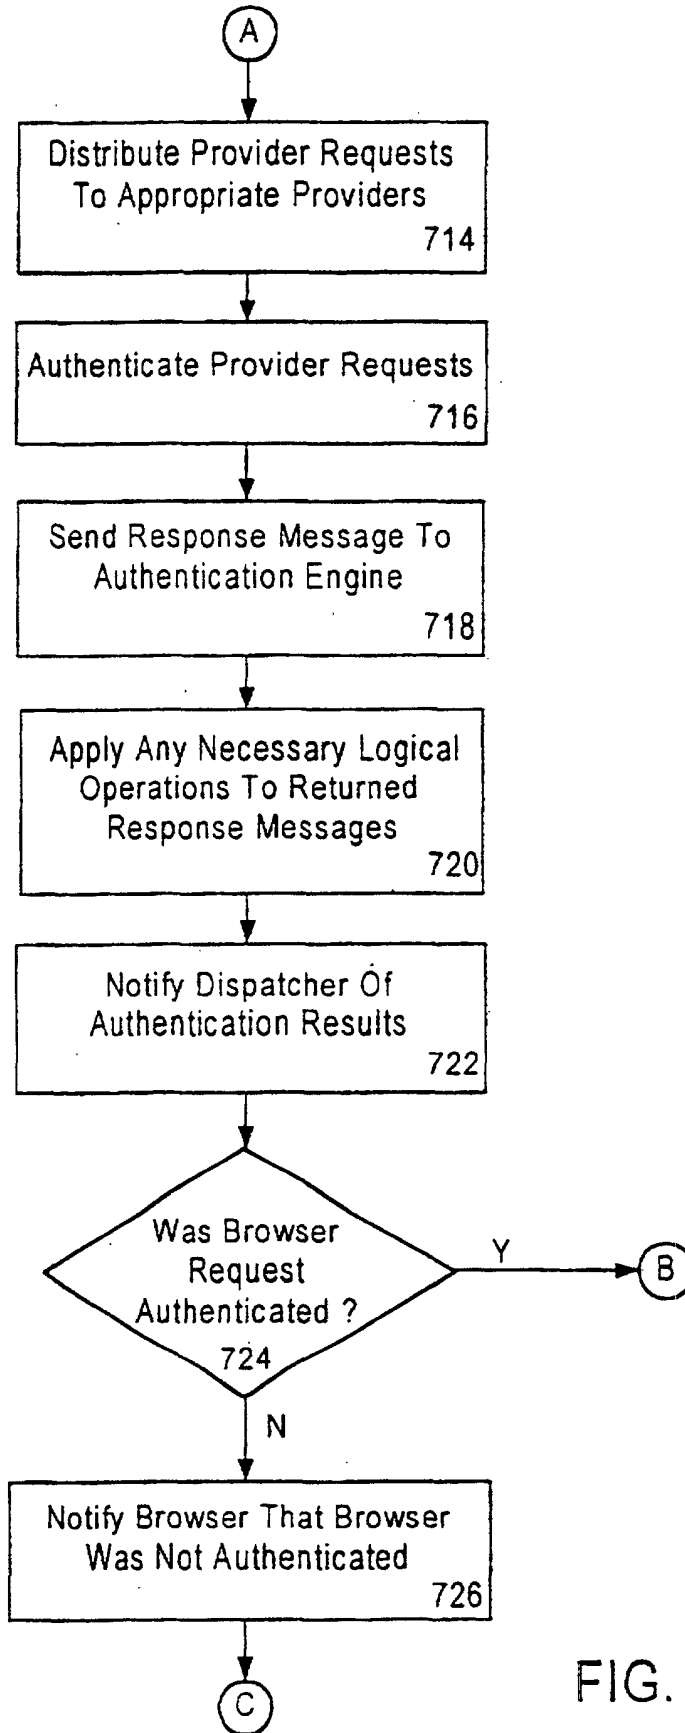 A
Distribute Provider Requests
To Appropriate Providers
714
Authenticate Provider Requests
716
Send Response Message To
Authentication Engine
718
Apply Any Necessary Logical
Operations To Returned
Response Messages
720
Notify Dispatcher Of
Authentication Results
722
Was Browser
Request
Authenticated ?
724
Y
B
N
Notify Browser That Browser
Was Not Authenticated
726
C
FIG.